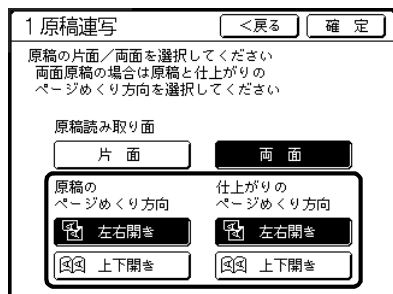 1 原稿連写
<戻る
確 定
原稿の片面／両面を選択してください
両面原稿の場合は原稿と仕上がりの
ページめくり方向を選択してください
原稿読み取り面
片 面
両 面
原稿の
ページめくり方向
左右開き
上下開き
仕上がりの
ページめくり方向
左右開き
上下開き